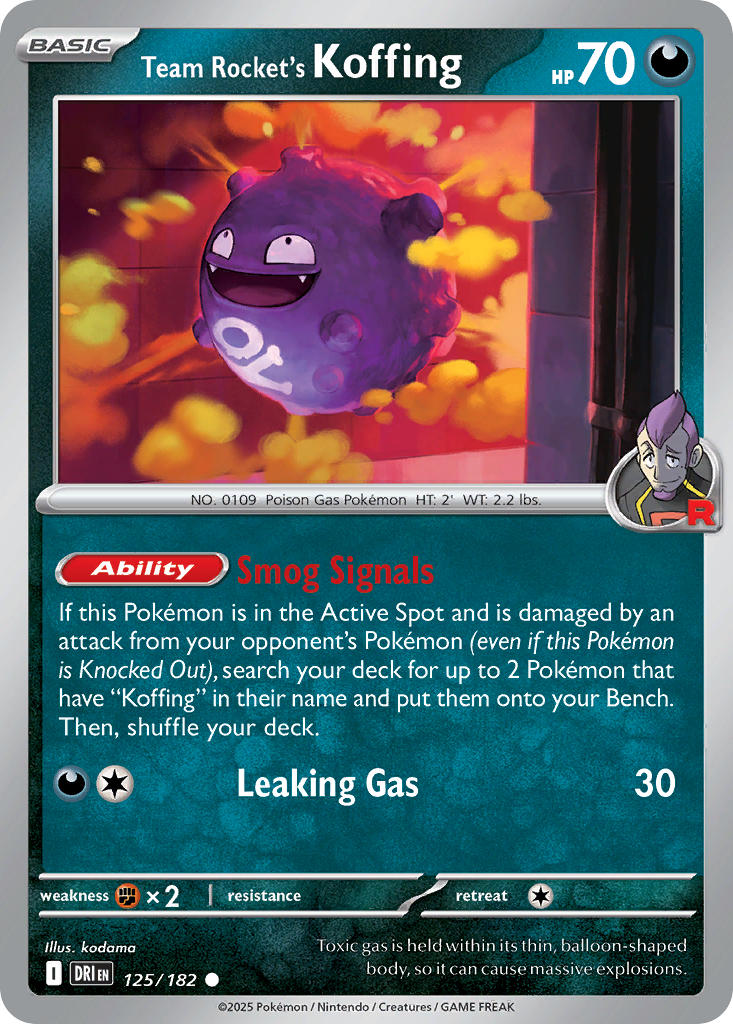 BASIC
Team Rocket's Koffing
HP 70
R
NO. 0109 Poison Gas Pokémon HT: 2' WT: 2.2 lbs.
Ability Smog Signals
If this Pokémon is in the Active Spot and is damaged by an
attack from your opponent's Pokémon (even if this Pokémon
is Knocked Out), search your deck for up to 2 Pokémon that
have “Koffing” in their name and put them onto your Bench.
Then, shuffle your deck.
Leaking Gas 30
weakness ×2 resistance retreat
Illus. kodama
Toxic gas is held within its thin, balloon-shaped
body, so it can cause massive explosions.
I DRI EN 125/182
©2025 Pokémon / Nintendo / Creatures / GAME FREAK